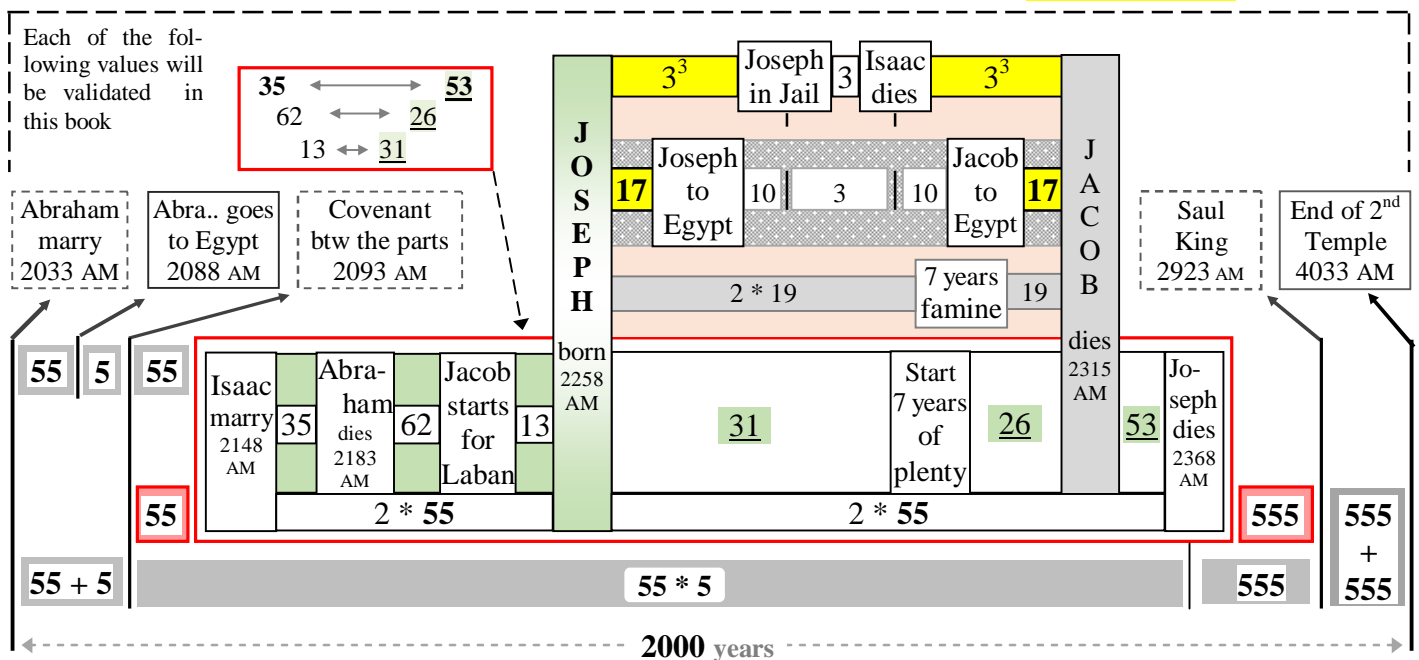 Each of the fol-
lowing values will
be validated in
this book
35 53
62 26
13 31
JOSEPH
born
2258
AM
3³
Joseph
in Jail
3
Isaac
dies
3³
17
Joseph
to
Egypt
10
3
10
Jacob
to
Egypt
17
2 * 19
7 years
famine
19
JACOB
dies
2315
AM
Abraham
marry
2033 AM
Abra.. goes
to Egypt
2088 AM
Covenant
btw the parts
2093 AM
Saul
King
2923 AM
End of 2nd
Temple
4033 AM
55
5
55
Isaac
marry
2148
AM
35
Abra-
ham
dies
2183
AM
62
Jacob
starts
for
Laban
13
31
Start
7 years
of
plenty
26
53
Jo-
seph
dies
2368
AM
55
2 * 55
2 * 55
555
555
+
555
55 + 5
55 * 5
555
2000 years